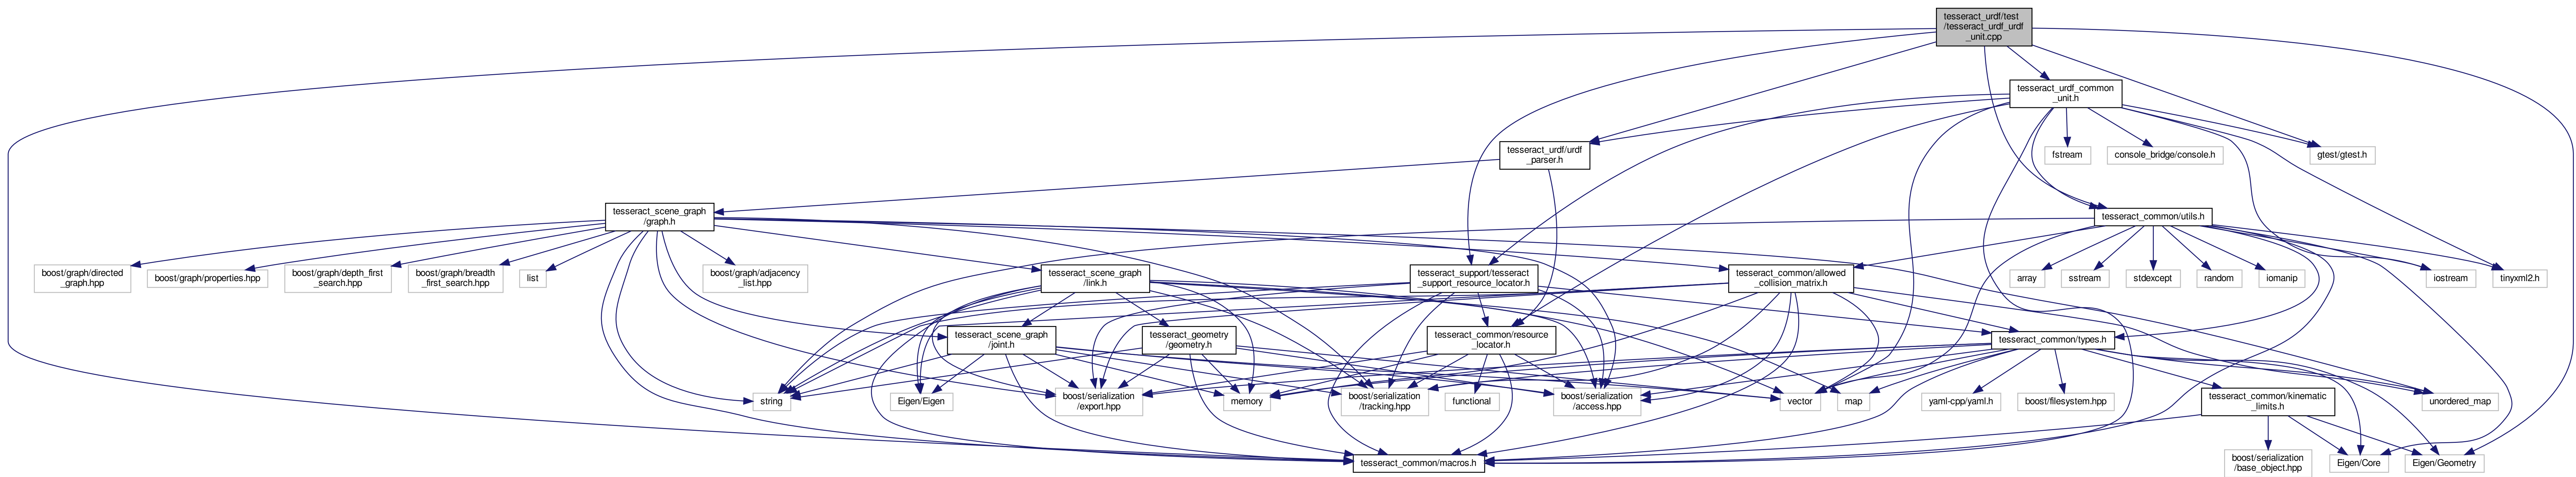 tesseract_urdf/test
/tesseract_urdf_urdf
_unit.cpp
tesseract_urdf_common
_unit.h
tesseract_urdf/urdf
_parser.h
fstream
console_bridge/console.h
gtest/gtest.h
tesseract_scene_graph
/graph.h
tesseract_common/utils.h
boost/graph/directed
_graph.hpp
boost/graph/properties.hpp
boost/graph/depth_first
_search.hpp
boost/graph/breadth
_first_search.hpp
list
boost/graph/adjacency
_list.hpp
tesseract_scene_graph
/link.h
tesseract_support/tesseract
_support_resource_locator.h
tesseract_common/allowed
_collision_matrix.h
array
sstream
stdexcept
random
iomanip
iostream
tinyxml2.h
tesseract_scene_graph
/joint.h
tesseract_geometry
/geometry.h
tesseract_common/resource
_locator.h
tesseract_common/types.h
string
Eigen/Eigen
boost/serialization
/export.hpp
memory
boost/serialization
/tracking.hpp
functional
boost/serialization
/access.hpp
vector
map
yaml-cpp/yaml.h
boost/filesystem.hpp
tesseract_common/kinematic
_limits.h
unordered_map
tesseract_common/macros.h
boost/serialization
/base_object.hpp
Eigen/Core
Eigen/Geometry